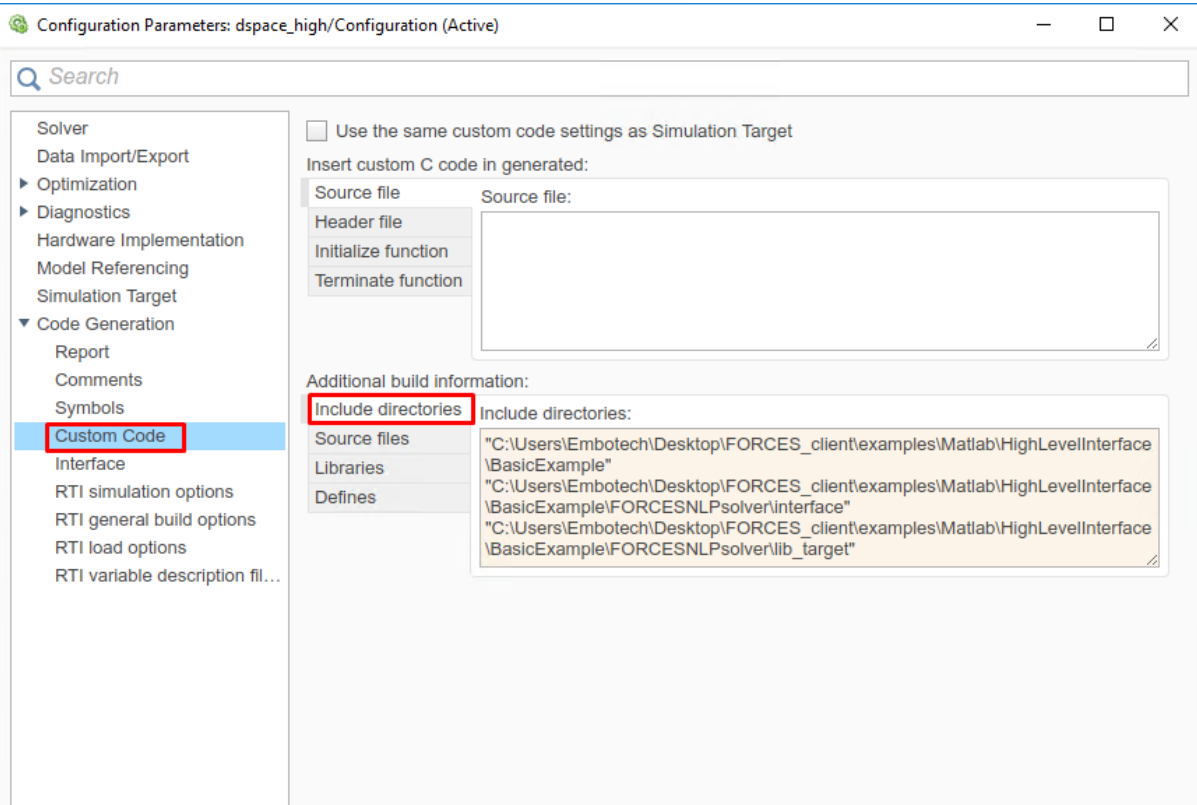 Configuration Parameters: dspace_high/Configuration (Active)
Search
Solver
Data Import/Export
Optimization
Diagnostics
Hardware Implementation
Model Referencing
Simulation Target
Code Generation
Report
Comments
Symbols
Custom Code
Interface
RTI simulation options
RTI general build options
RTI load options
RTI variable description fil...
Use the same custom code settings as Simulation Target
Insert custom C code in generated:
Source file
Header file
Initialize function
Terminate function
Source file:
Additional build information:
Include directories
Source files
Libraries
Defines
Include directories:
"C:\Users\Embotech\Desktop\FORCES_client\examples\Matlab\HighLevelInterface
\BasicExample"
"C:\Users\Embotech\Desktop\FORCES_client\examples\Matlab\HighLevelInterface
\BasicExample\FORCESNLPsolver\interface"
"C:\Users\Embotech\Desktop\FORCES_client\examples\Matlab\HighLevelInterface
\BasicExample\FORCESNLPsolver\lib_target"